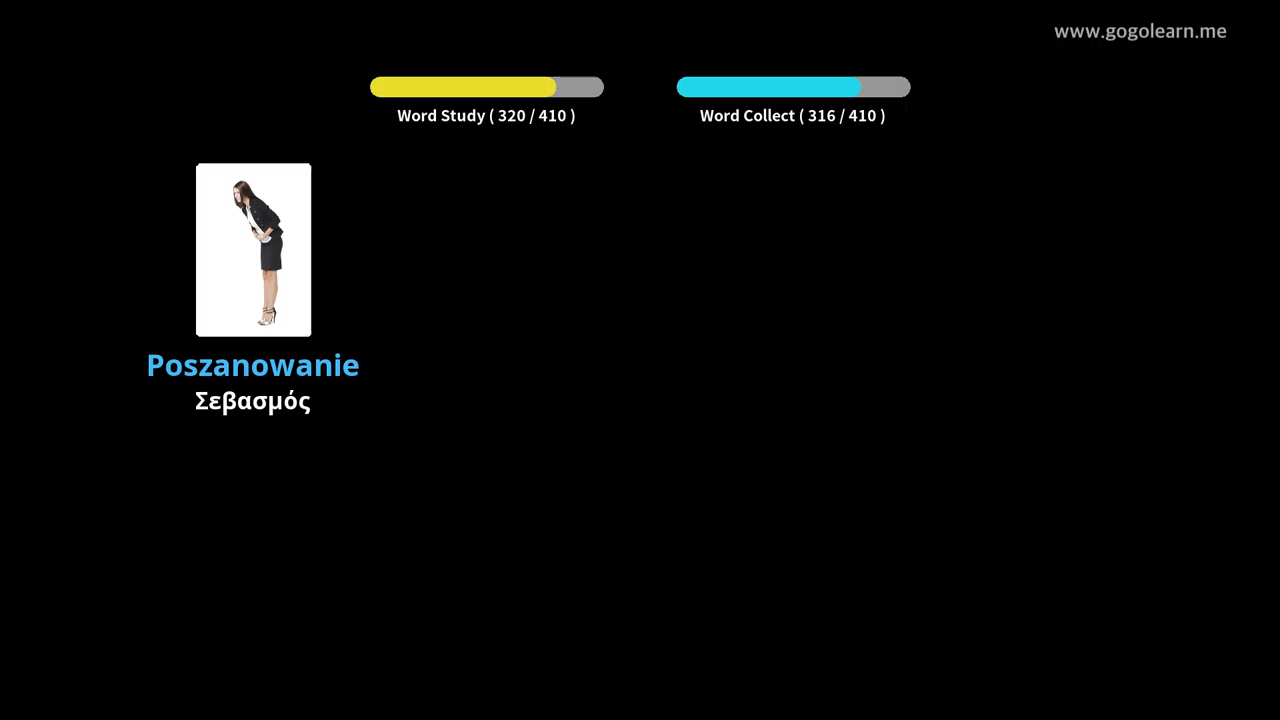 www.gogolearn.me
Word Study ( 320 / 410 )
Word Collect ( 316 / 410 )
Poszanowanie
Σεβασμός